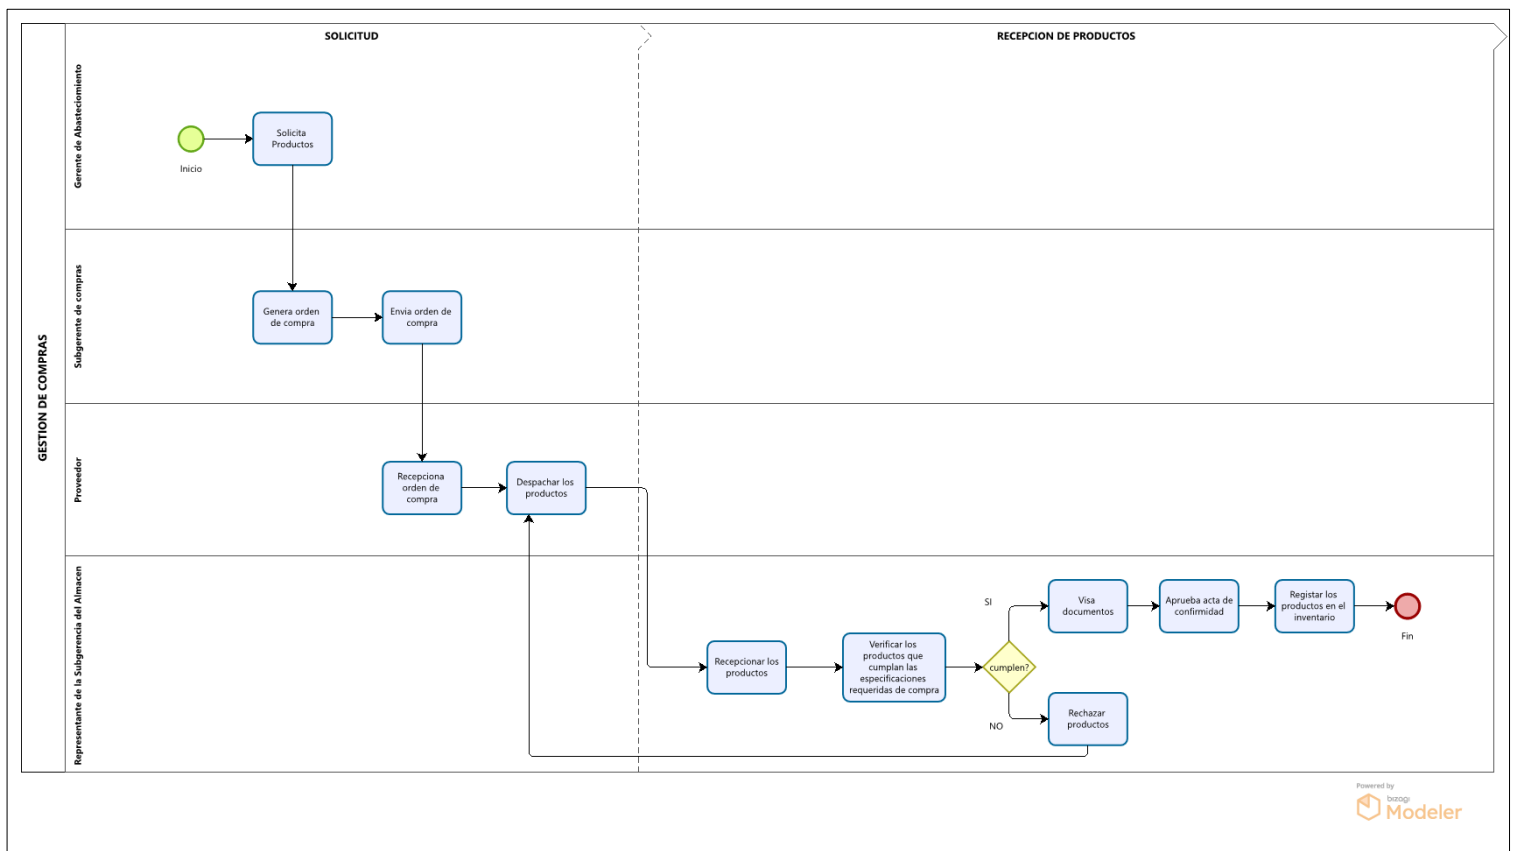 SOLICITUD
RECEPCION DE PRODUCTOS
GESTION DE COMPRAS
Gerente de Abasteciomiento
Inicio
Solicita
Productos
Subgerente de compras
Genera orden
de compra
Envia orden de
compra
Proveedor
Recepciona
orden de
compra
Despachar los
productos
Representante de la Subgerencia del Almacen
Recepcionar los
productos
Verificar los
productos que
cumplan las
especificaciones
requeridas de compra
cumplen?
SI
Visa
documentos
Aprueba acta de
confirmidad
Registar los
productos en el
inventario
Fin
NO
Rechazar
productos
Powered by
bizagi
Modeler